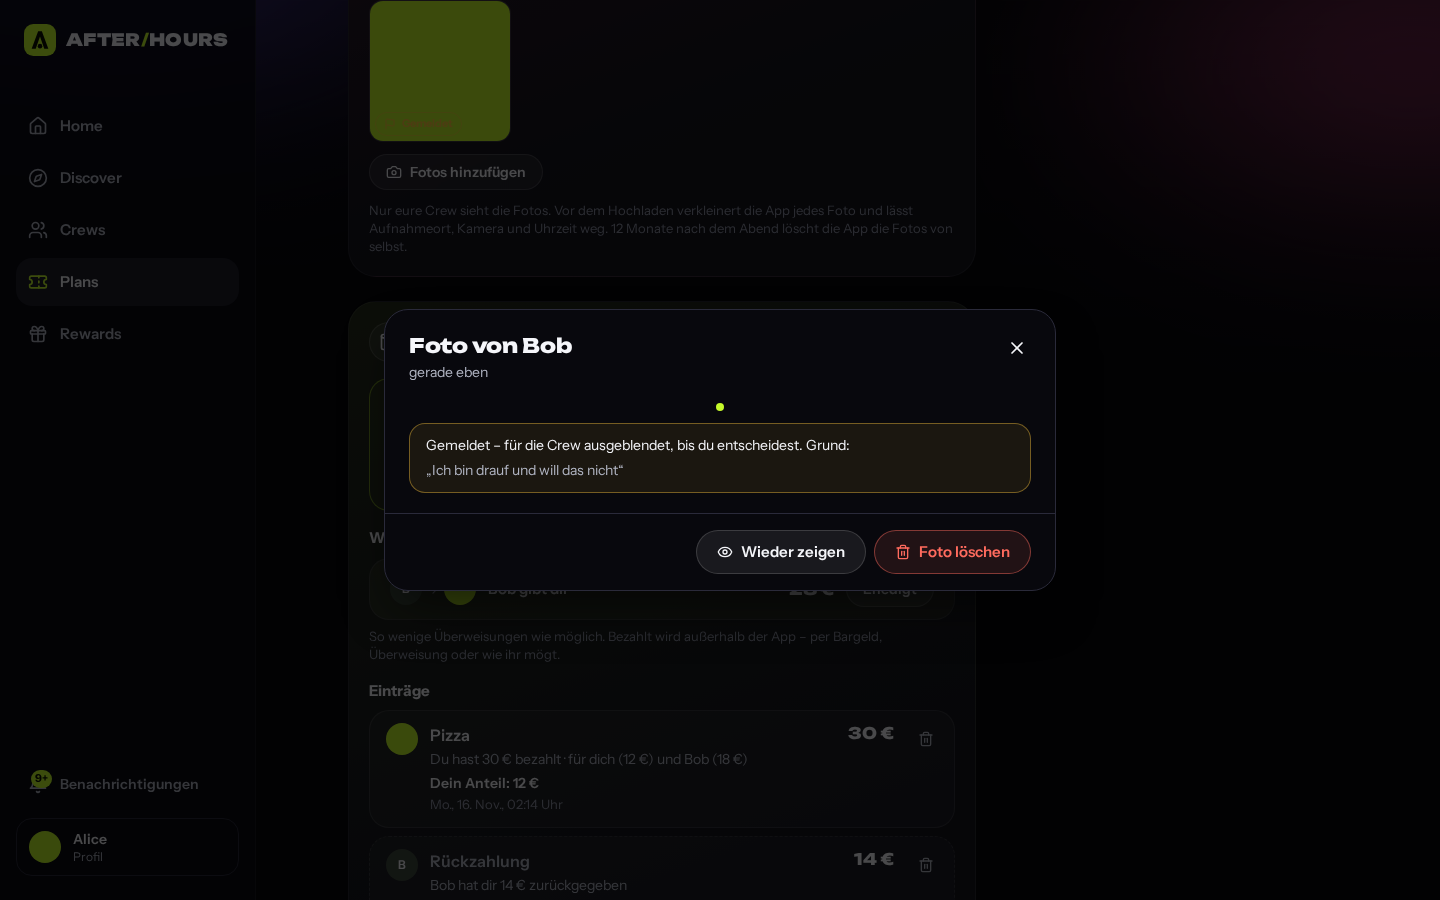 AFTER/HOURS
Home
Discover
Crews
Plans
Rewards
9+
Benachrichtigungen
Alice
Profil
Fotos hinzufügen
Nur eure Crew sieht die Fotos. Vor dem Hochladen verkleinert die App jedes Foto und lässt
Aufnahmeort, Kamera und Uhrzeit weg. 12 Monate nach dem Abend löscht die App die Fotos von
selbst.
Foto von Bob
gerade eben
Gemeldet – für die Crew ausgeblendet, bis du entscheidest. Grund:
„Ich bin drauf und will das nicht“
Wieder zeigen
Foto löschen
Bob gibt dir
Erledigt
So wenige Überweisungen wie möglich. Bezahlt wird außerhalb der App – per Bargeld,
Überweisung oder wie ihr mögt.
Einträge
Pizza
30 €
Du hast 30 € bezahlt · für dich (12 €) und Bob (18 €)
Dein Anteil: 12 €
Mo., 16. Nov., 02:14 Uhr
B
Rückzahlung
14 €
Bob hat dir 14 € zurückgegeben